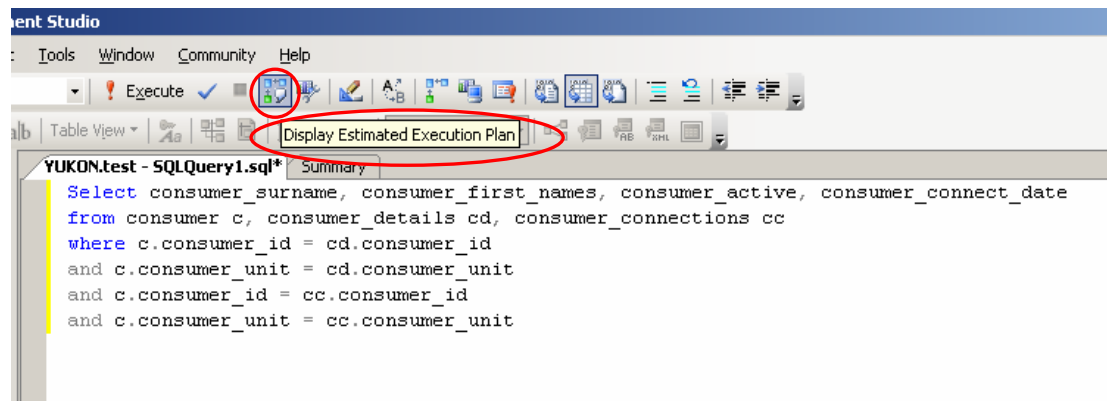 ent Studio
Tools Window Community Help
Execute
Table View
Display Estimated Execution Plan
YUKON.test - SQLQuery1.sql* Summary
Select consumer_surname, consumer_first_names, consumer_active, consumer_connect_date
from consumer c, consumer_details cd, consumer_connections cc
where c.consumer_id = cd.consumer_id
and c.consumer_unit = cd.consumer_unit
and c.consumer_id = cc.consumer_id
and c.consumer_unit = cc.consumer_unit